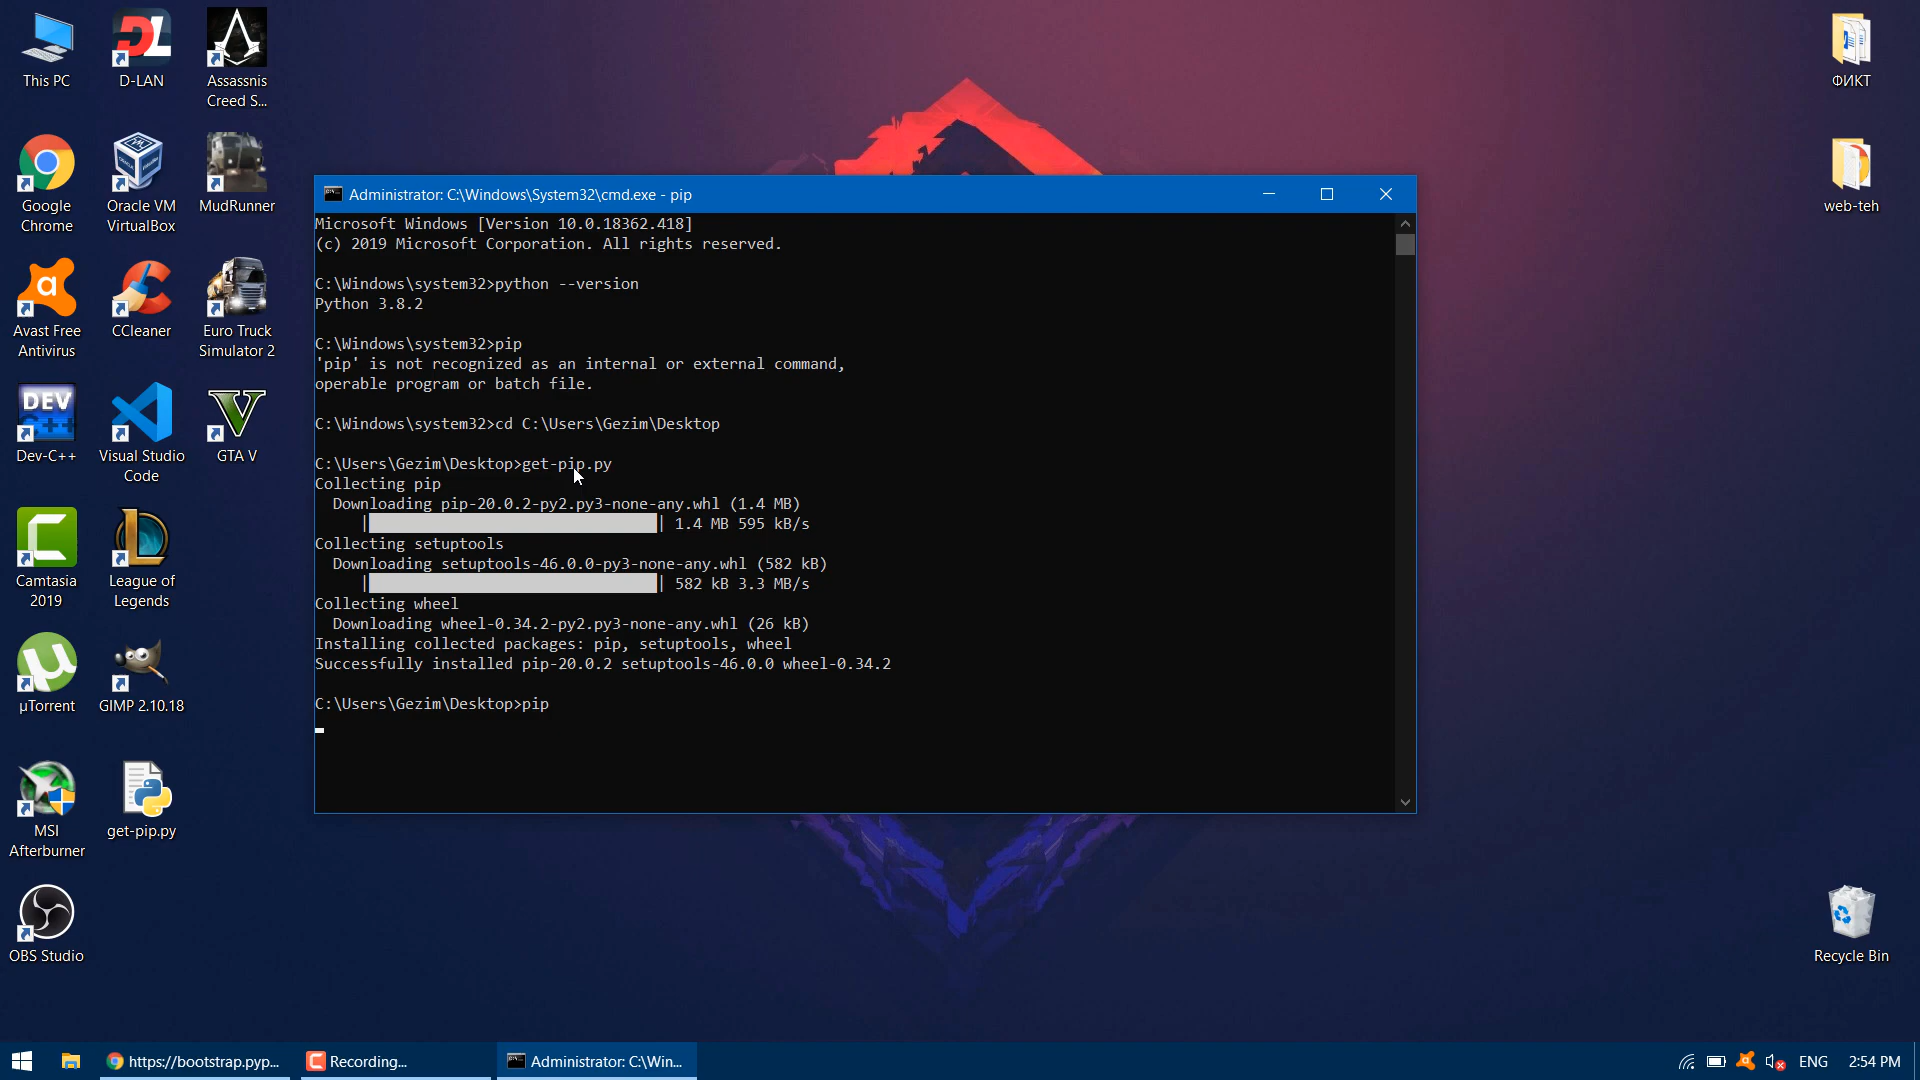 This PC
D-LAN
Assassnis
Creed S...
Google
Chrome
Oracle VM
VirtualBox
MudRunner
Avast Free
Antivirus
CCleaner
Euro Truck
Simulator 2
DEV
C++
Dev-C++
Visual Studio
Code
GTA V
Camtasia
2019
League of
Legends
µTorrent
GIMP 2.10.18
MSI
Afterburner
get-pip.py
OBS Studio
Administrator: C:\Windows\System32\cmd.exe - pip
Microsoft Windows [Version 10.0.18362.418]
(c) 2019 Microsoft Corporation. All rights reserved.
C:\Windows\system32>python --version
Python 3.8.2
C:\Windows\system32>pip
'pip' is not recognized as an internal or external command,
operable program or batch file.
C:\Windows\system32>cd C:\Users\Gezim\Desktop
C:\Users\Gezim\Desktop>get-pip.py
Collecting pip
Downloading pip-20.0.2-py2.py3-none-any.whl (1.4 MB)
| | 1.4 MB 595 kB/s
Collecting setuptools
Downloading setuptools-46.0.0-py3-none-any.whl (582 kB)
| | 582 kB 3.3 MB/s
Collecting wheel
Downloading wheel-0.34.2-py2.py3-none-any.whl (26 kB)
Installing collected packages: pip, setuptools, wheel
Successfully installed pip-20.0.2 setuptools-46.0.0 wheel-0.34.2
C:\Users\Gezim\Desktop>pip
ФИКТ
web-teh
Recycle Bin
https://bootstrap.pyp...
Recording...
Administrator: C:\Win...
ENG
2:54 PM